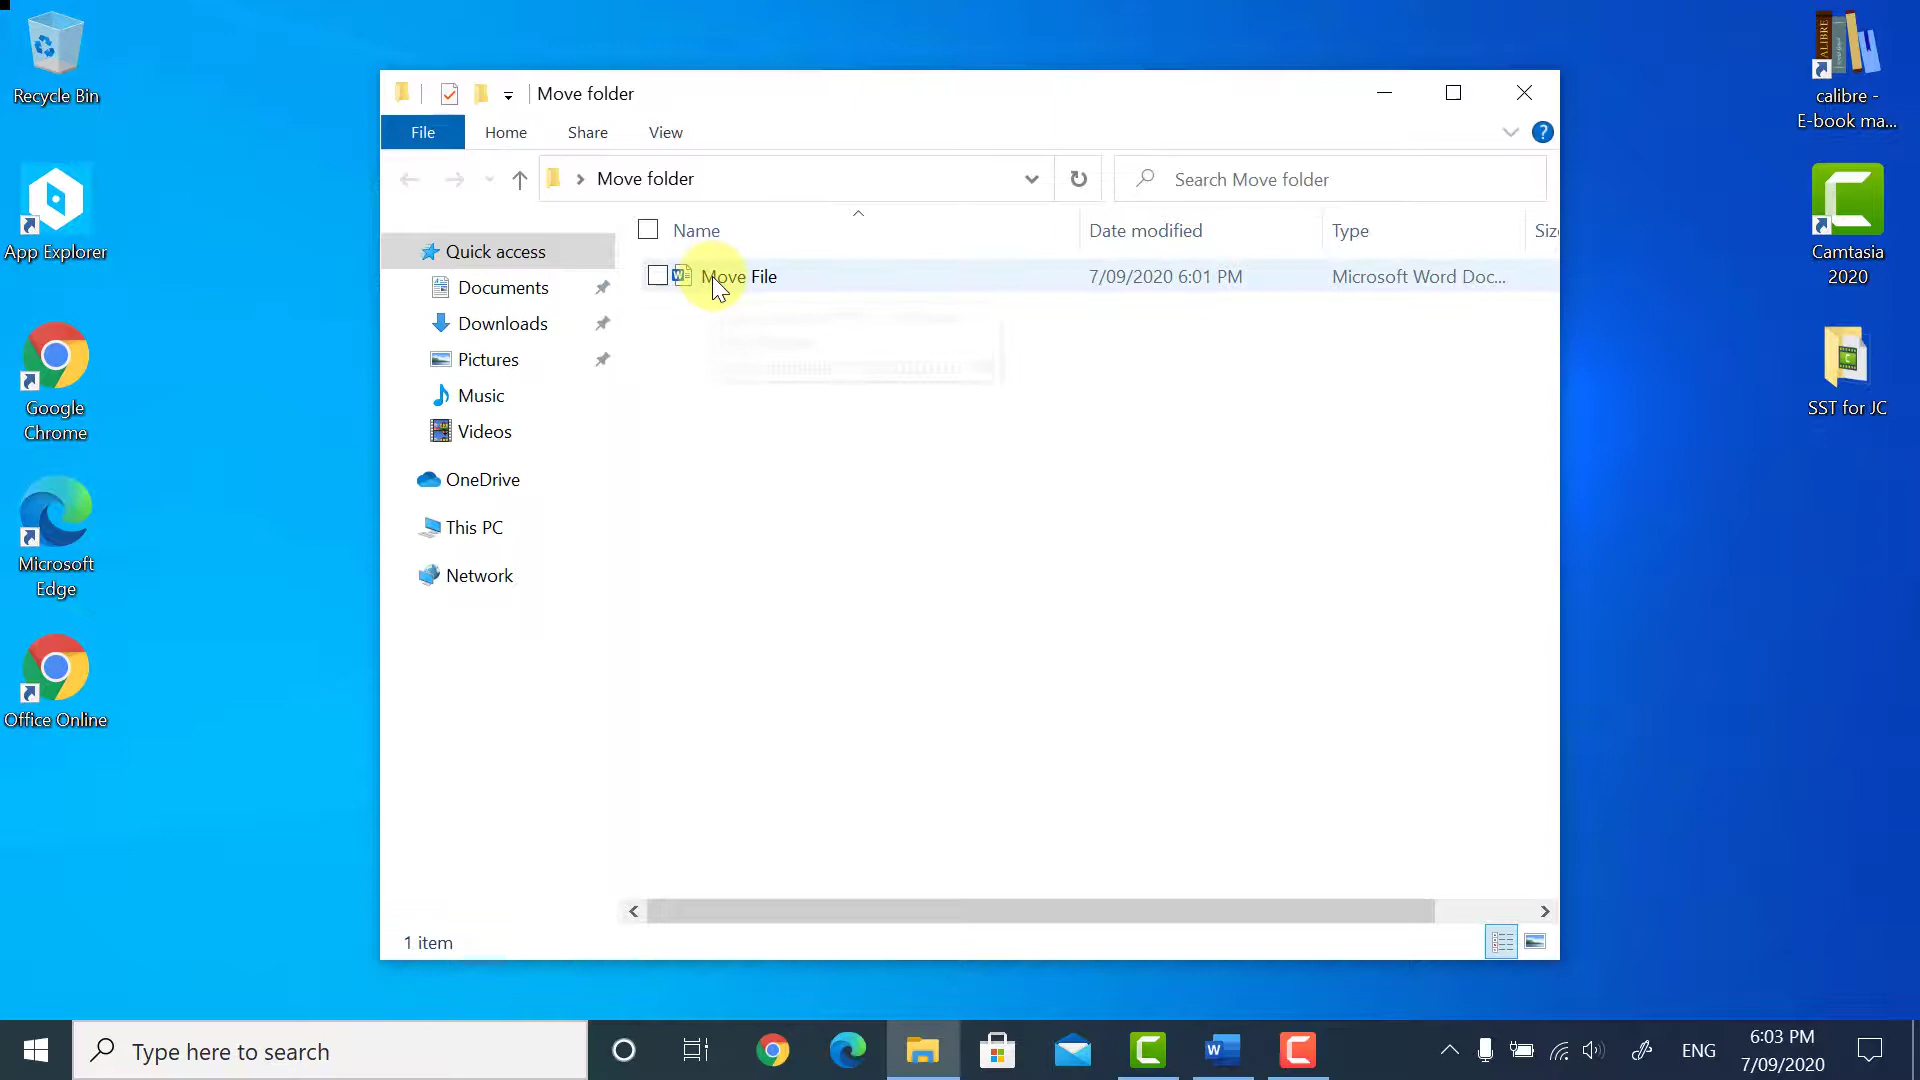 Recycle Bin
App Explorer
Google
Chrome
Microsoft
Edge
Office Online
Move folder
File
Home
Share
View
Move folder
Search Move folder
Name
Date modified
Type
Siz
Move File
7/09/2020 6:01 PM
Microsoft Word Doc...
Quick access
Documents
Downloads
Pictures
Music
Videos
OneDrive
This PC
Network
1 item
CALIBRE
calibre -
E-book ma...
Camtasia
2020
SST for JC
Type here to search
ENG
6:03 PM
7/09/2020